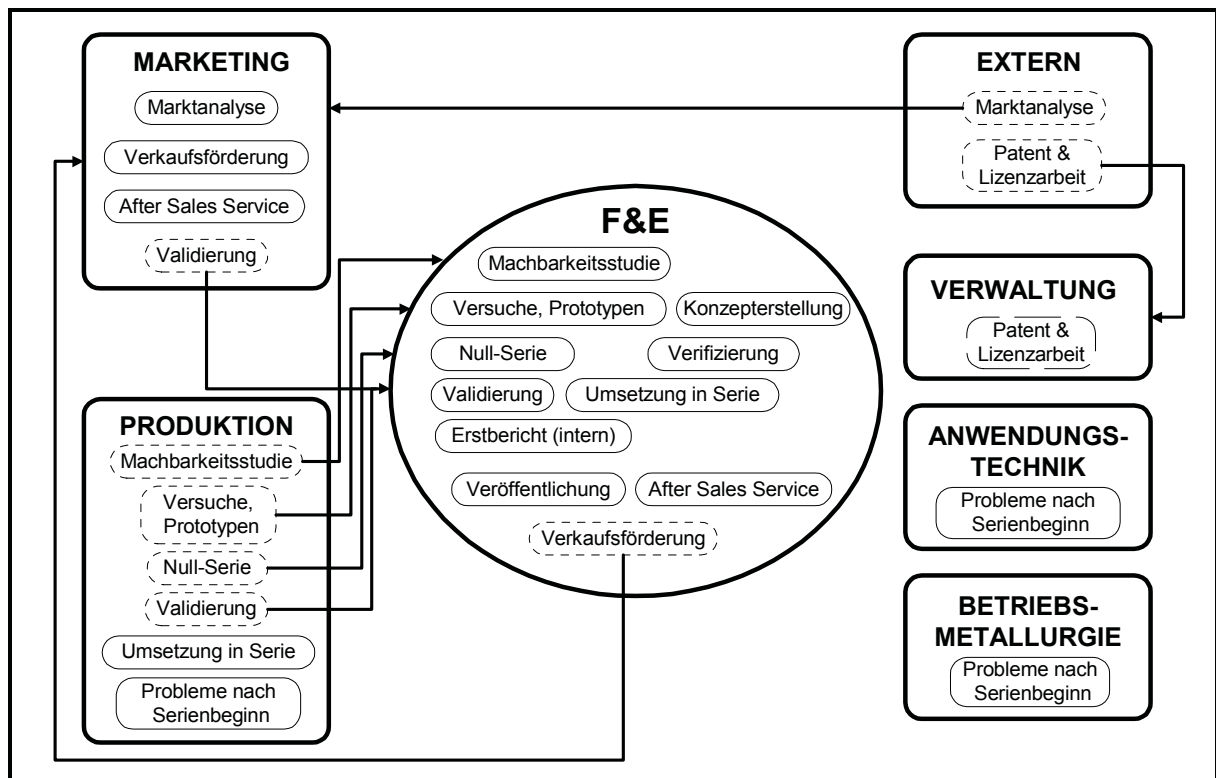 MARKETING
Marktanalyse
Verkaufsförderung
After Sales Service
Validierung
EXTERN
Marktanalyse
Patent &
Lizenzarbeit
F&E
Machbarkeitsstudie
Versuche, Prototypen
Konzepterstellung
Null-Serie
Verifizierung
Validierung
Umsetzung in Serie
Erstbericht (intern)
Veröffentlichung
After Sales Service
Verkaufsförderung
VERWALTUNG
Patent &
Lizenzarbeit
PRODUKTION
Machbarkeitsstudie
Versuche,
Prototypen
Null-Serie
Validierung
Umsetzung in Serie
Probleme nach
Serienbeginn
ANWENDUNGS-
TECHNIK
Probleme nach
Serienbeginn
BETRIEBS-
METALLURGIE
Probleme nach
Serienbeginn